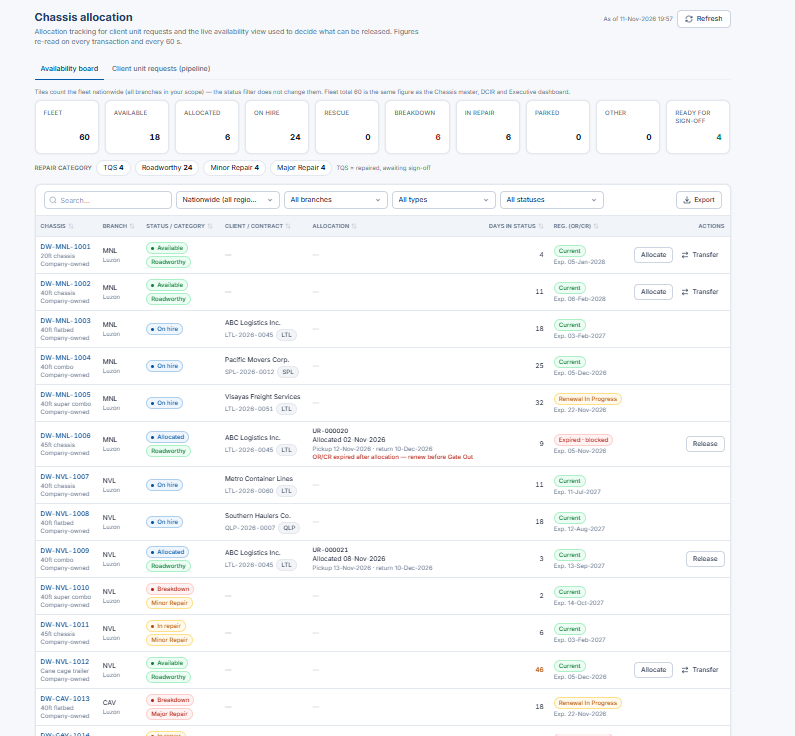 Chassis allocation
Allocation tracking for client unit requests and the live availability view used to decide what can be released. Figures
re-read on every transaction and every 60 s.
As of 11-Nov-2026 19:57
Refresh
Availability board
Client unit requests (pipeline)
Tiles count the fleet nationwide (all branches in your scope) — the status filter does not change them. Fleet total 60 is the same figure as the Chassis master, DCIR and Executive dashboard.
FLEET
60
AVAILABLE
18
ALLOCATED
6
ON HIRE
24
RESCUE
0
BREAKDOWN
6
IN REPAIR
6
PARKED
0
OTHER
0
READY FOR
SIGN-OFF
4
REPAIR CATEGORY TQS 4 Roadworthy 24 Minor Repair 4 Major Repair 4 TQS = repaired, awaiting sign-off
Search...
Nationwide (all regio...
All branches
All types
All statuses
Export
CHASSIS BRANCH STATUS / CATEGORY CLIENT / CONTRACT ALLOCATION DAYS IN STATUS REG. (OR/CR) ACTIONS
DW-MNL-1001
20ft chassis
Company-owned
MNL
Luzon
Available
Roadworthy
—
—
4
Current
Exp. 05-Jan-2028
Allocate
Transfer
DW-MNL-1002
40ft chassis
Company-owned
MNL
Luzon
Available
Roadworthy
—
—
11
Current
Exp. 06-Feb-2028
Allocate
Transfer
DW-MNL-1003
40ft flatbed
Company-owned
MNL
Luzon
On hire
ABC Logistics Inc.
LTL-2026-0045 LTL
—
18
Current
Exp. 03-Feb-2027
DW-MNL-1004
40ft combo
Company-owned
MNL
Luzon
On hire
Pacific Movers Corp.
SPL-2026-0012 SPL
—
25
Current
Exp. 05-Dec-2026
DW-MNL-1005
40ft super combo
Company-owned
MNL
Luzon
On hire
Visayas Freight Services
LTL-2026-0051 LTL
—
32
Renewal In Progress
Exp. 22-Nov-2026
DW-MNL-1006
45ft chassis
Company-owned
MNL
Luzon
Allocated
Roadworthy
ABC Logistics Inc.
LTL-2026-0045 LTL
UR-000020
Allocated 02-Nov-2026
Pickup 12-Nov-2026 · return 10-Dec-2026
OR/CR expired after allocation — renew before Gate Out
9
Expired · blocked
Exp. 05-Nov-2026
Release
DW-NVL-1007
40ft chassis
Company-owned
NVL
Luzon
On hire
Metro Container Lines
LTL-2026-0060 LTL
—
11
Current
Exp. 11-Jul-2027
DW-NVL-1008
40ft flatbed
Company-owned
NVL
Luzon
On hire
Southern Haulers Co.
QLP-2026-0007 QLP
—
18
Current
Exp. 12-Aug-2027
DW-NVL-1009
40ft combo
Company-owned
NVL
Luzon
Allocated
Roadworthy
ABC Logistics Inc.
LTL-2026-0045 LTL
UR-000021
Allocated 08-Nov-2026
Pickup 13-Nov-2026 · return 10-Dec-2026
3
Current
Exp. 13-Sep-2027
Release
DW-NVL-1010
40ft super combo
Company-owned
NVL
Luzon
Breakdown
Minor Repair
—
—
2
Current
Exp. 14-Oct-2027
DW-NVL-1011
45ft chassis
Company-owned
NVL
Luzon
In repair
Minor Repair
—
—
6
Current
Exp. 03-Feb-2027
DW-NVL-1012
Cane cage trailer
Company-owned
NVL
Luzon
Available
Roadworthy
—
—
46
Current
Exp. 05-Dec-2026
Allocate
Transfer
DW-CAV-1013
40ft flatbed
Company-owned
CAV
Luzon
Breakdown
Major Repair
—
—
18
Renewal In Progress
Exp. 22-Nov-2026